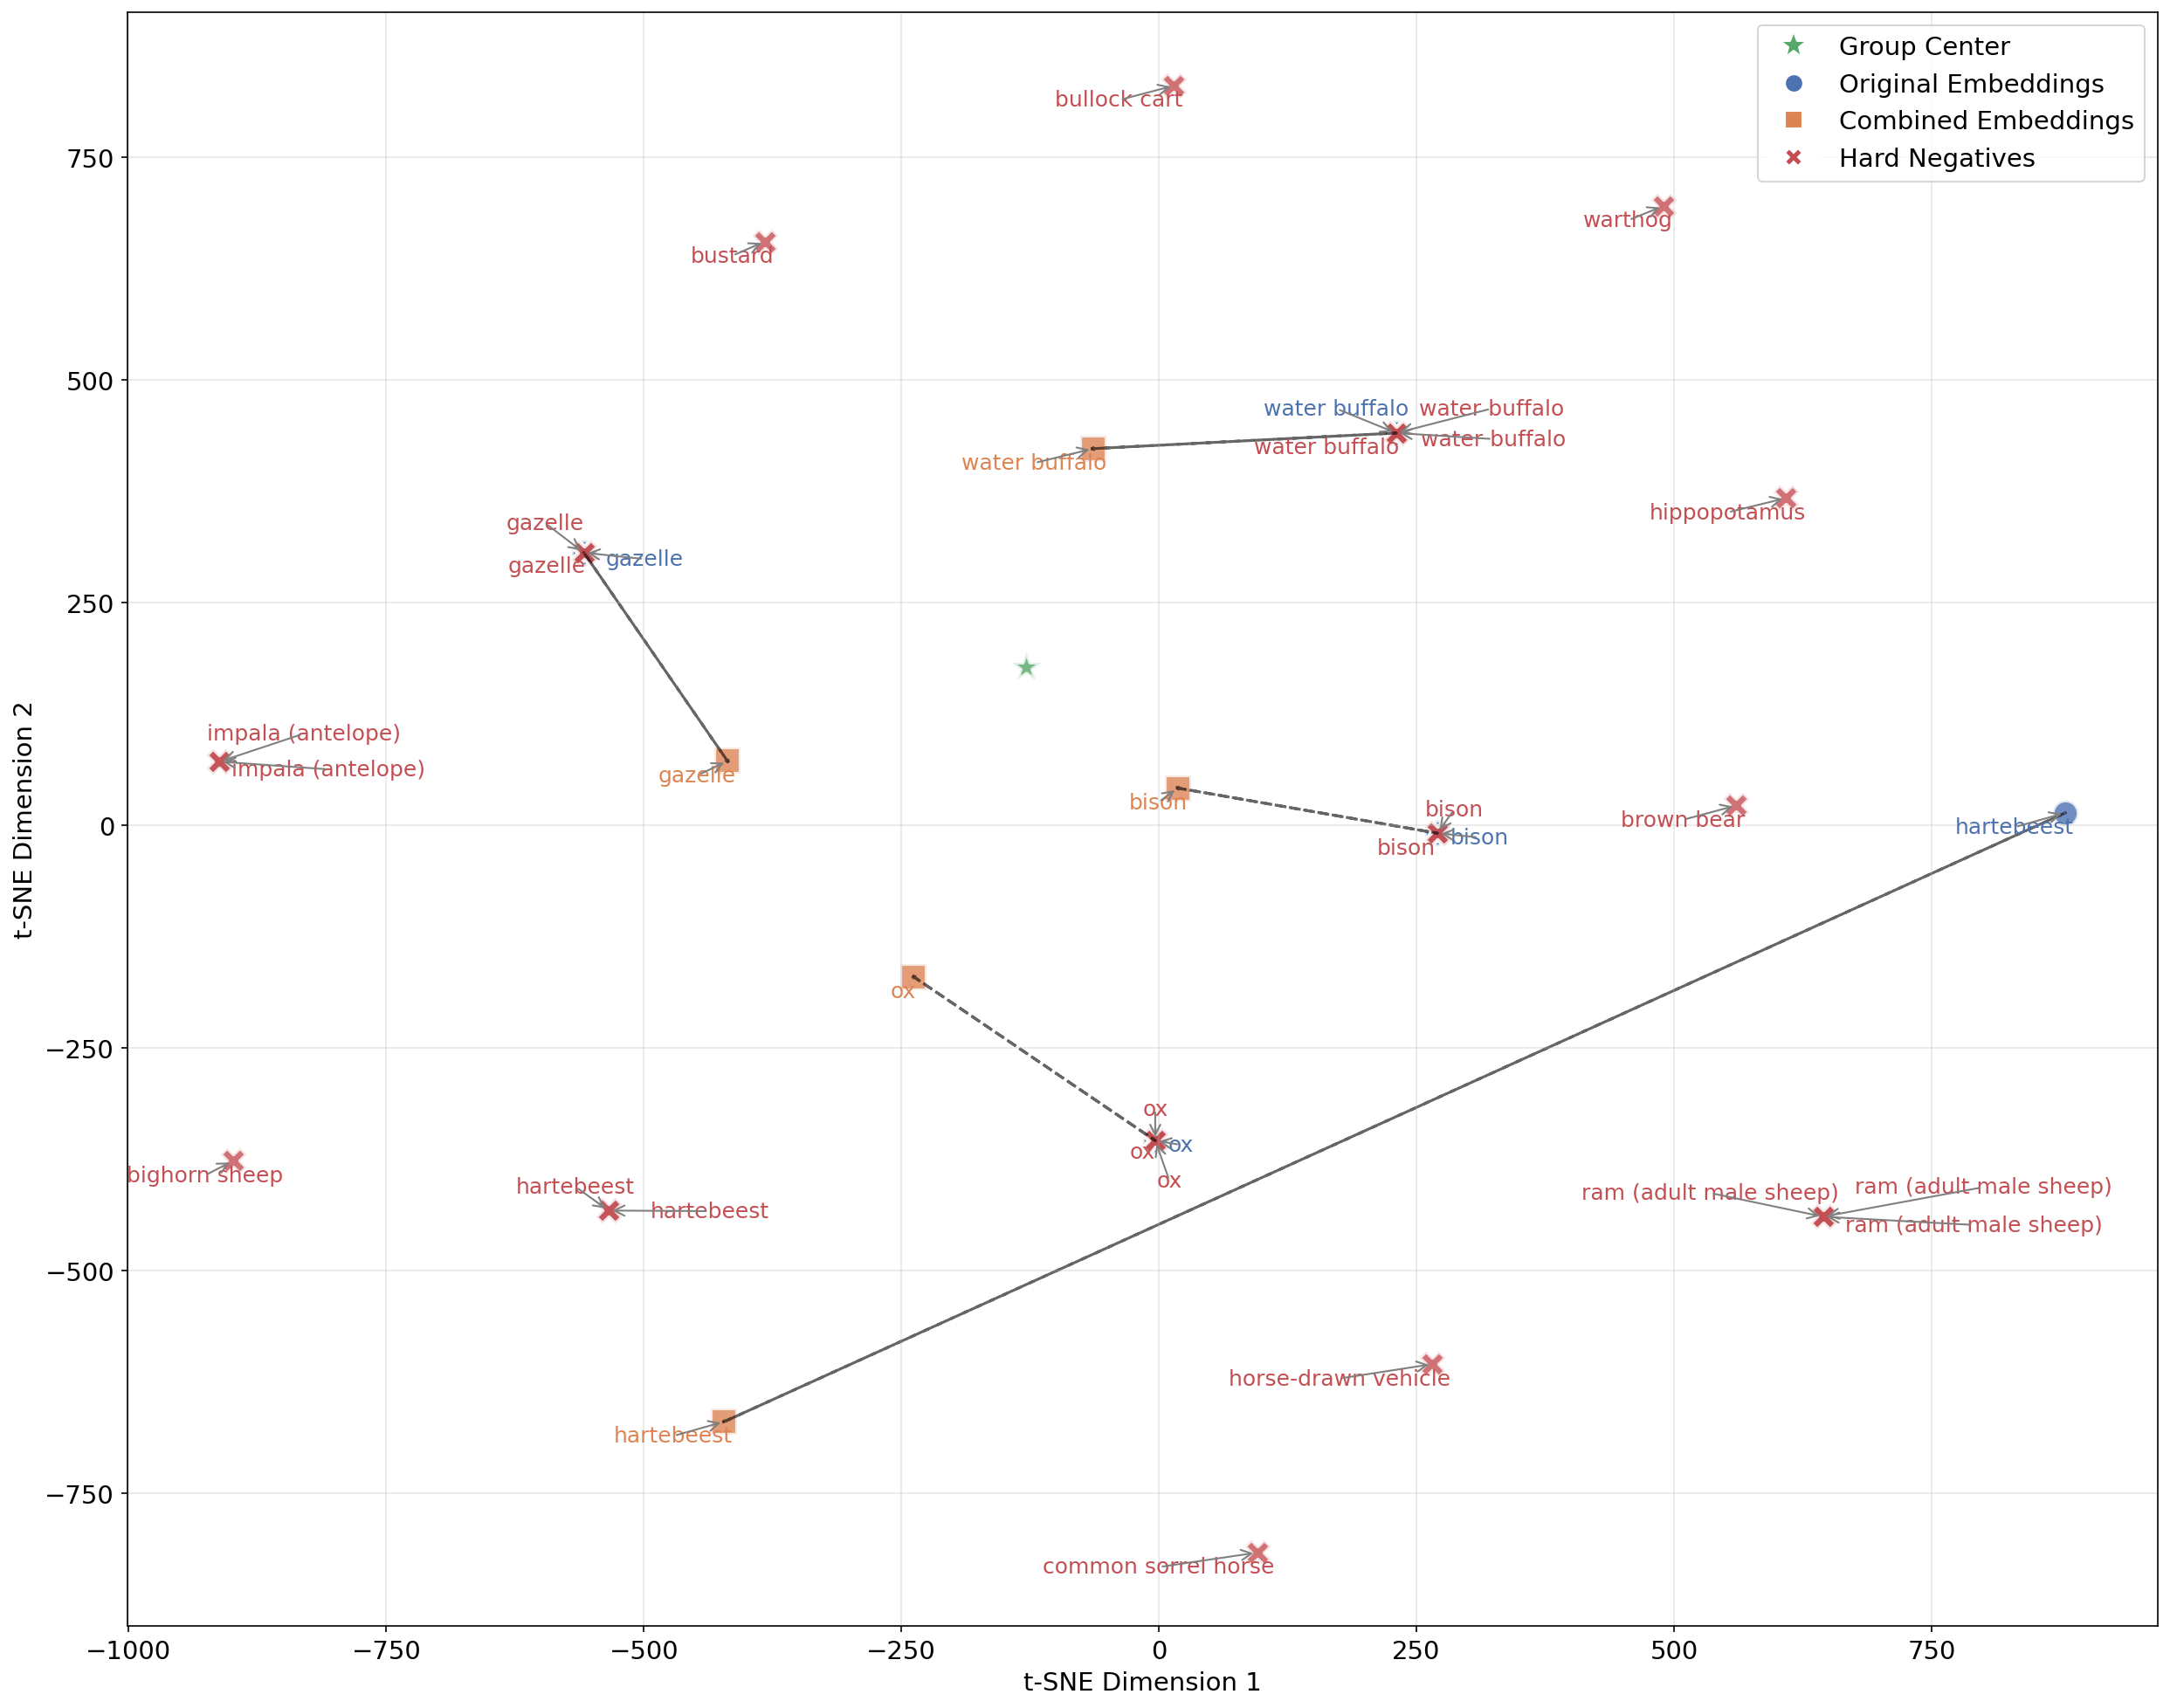 Group Center
Original Embeddings
Combined Embeddings
Hard Negatives
bullock cart
warthog
bustard
water buffalo
water buffalo
water buffalo
water buffalo
water buffalo
hippopotamus
gazelle
gazelle
gazelle
impala (antelope)
impala (antelope)
gazelle
bison
bison
bison
bison
brown bear
hartebeest
ox
ox
ox
ox
ox
bighorn sheep
hartebeest
hartebeest
ram (adult male sheep)
ram (adult male sheep)
ram (adult male sheep)
horse-drawn vehicle
hartebeest
common sorrel horse
750
500
250
0
−250
−500
−750
t-SNE Dimension 2
−1000
−750
−500
−250
0
250
500
750
t-SNE Dimension 1